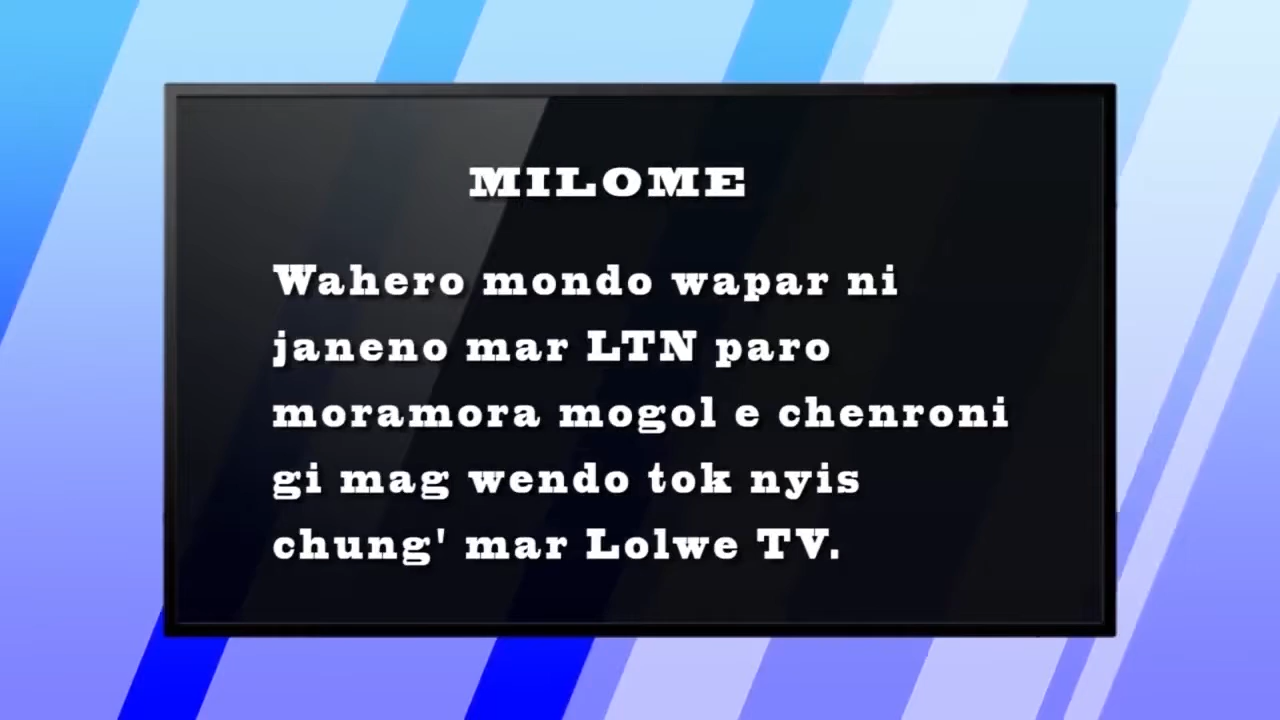 MILOME
Wahero mondo wapar ni
janeno mar LTN paro
moramora mogol e chenroni
gi mag wendo tok nyis
chung' mar Lolwe TV.